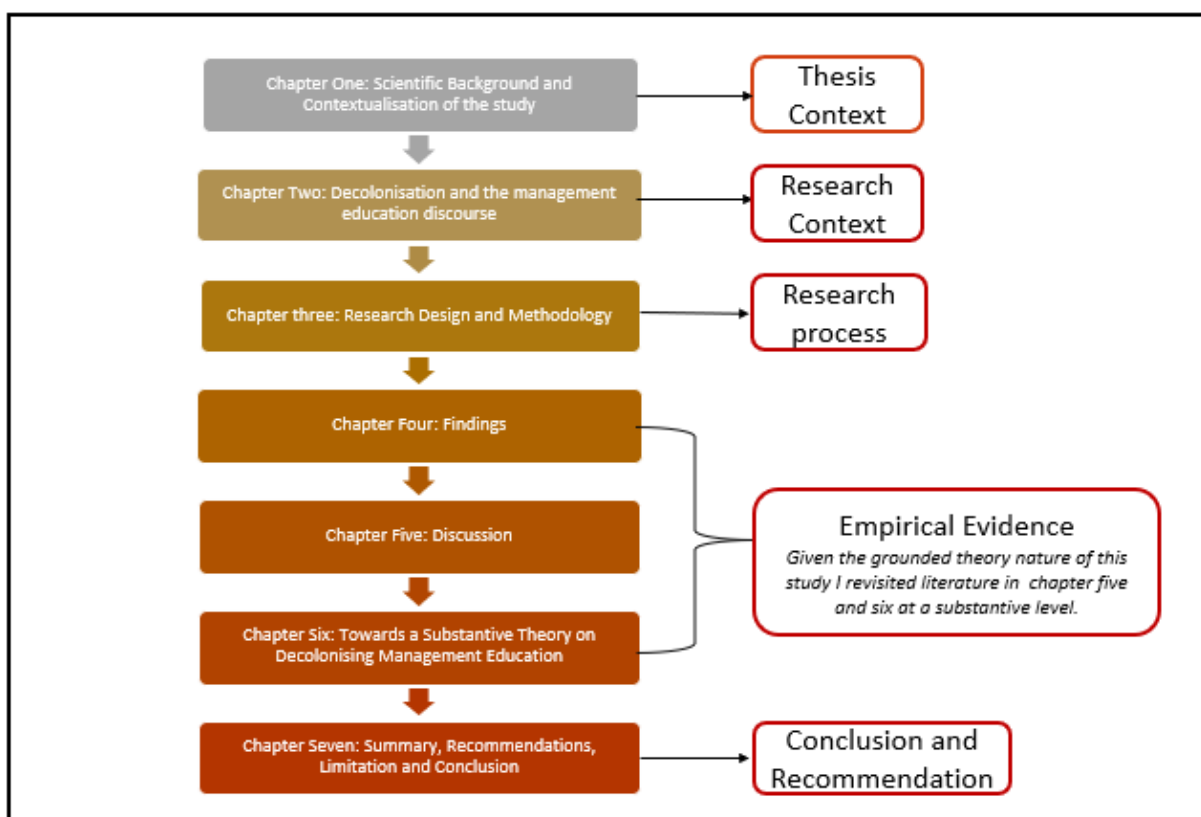 Chapter One: Scientific Background and
Contextualisation of the study
Thesis
Context
Chapter Two: Decolonisation and the management
education discourse
Research
Context
Chapter three: Research Design and Methodology
Research
process
Chapter Four: Findings
Chapter Five: Discussion
Empirical Evidence
Given the grounded theory nature of this
study I revisited literature in chapter five
and six at a substantive level.
Chapter Six: Towards a Substantive Theory on
Decolonising Management Education
Chapter Seven: Summary, Recommendations,
Limitation and Conclusion
Conclusion and
Recommendation